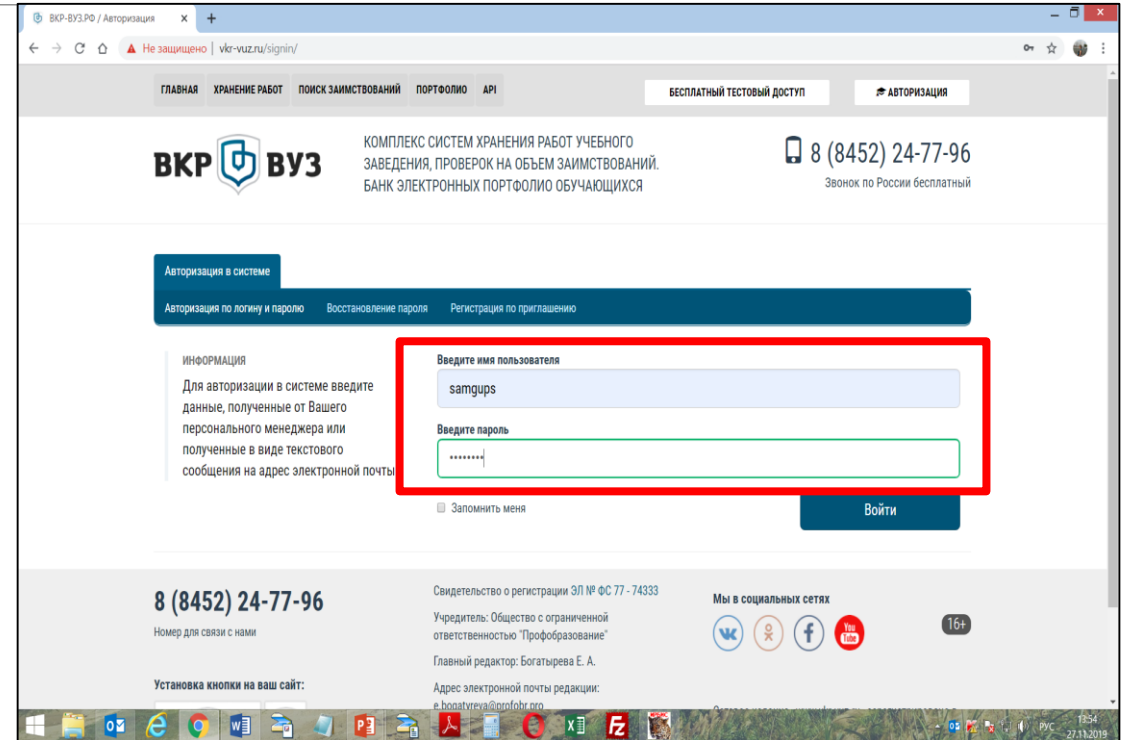 ВКР-ВУЗ.РФ / Авторизация
Не защищено | vkr-vuz.ru/signin/
ГЛАВНАЯ ХРАНЕНИЕ РАБОТ ПОИСК ЗАИМСТВОВАНИЙ ПОРТФОЛИО API БЕСПЛАТНЫЙ ТЕСТОВЫЙ ДОСТУП АВТОРИЗАЦИЯ
ВКР ВУЗ
КОМПЛЕКС СИСТЕМ ХРАНЕНИЯ РАБОТ УЧЕБНОГО
ЗАВЕДЕНИЯ, ПРОВЕРОК НА ОБЪЕМ ЗАИМСТВОВАНИЙ.
БАНК ЭЛЕКТРОННЫХ ПОРТФОЛИО ОБУЧАЮЩИХСЯ
8 (8452) 24-77-96
Звонок по России бесплатный
Авторизация в системе
Авторизация по логину и паролю Восстановление пароля Регистрация по приглашению
ИНФОРМАЦИЯ
Для авторизации в системе введите
данные, полученные от Вашего
персонального менеджера или
полученные в виде текстового
сообщения на адрес электронной почты
Введите имя пользователя
samgups
Введите пароль
••••••••
Запомнить меня
Войти
8 (8452) 24-77-96
Номер для связи с нами
Установка кнопки на ваш сайт:
Свидетельство о регистрации ЭЛ № ФС 77 - 74333
Учредитель: Общество с ограниченной
ответственностью "Профобразование"
Главный редактор: Богатырева Е. А.
Адрес электронной почты редакции:
e.bogatyreva@profobr.pro
Мы в социальных сетях
You
Tube
16+
РУС
13:54
27.11.2019